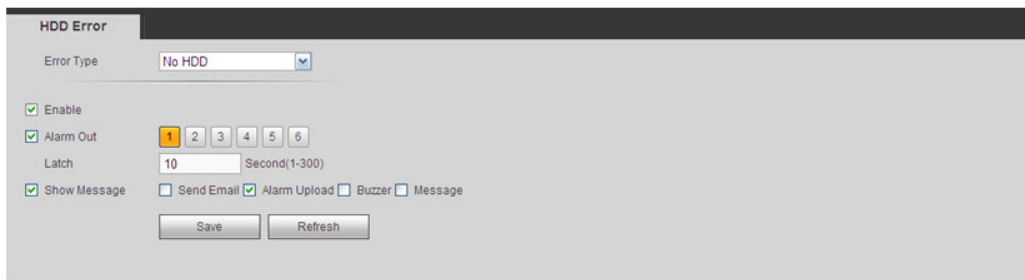 HDD Error
Error Type No HDD
Enable
Alarm Out 1 2 3 4 5 6
Latch 10 Second(1-300)
Show Message Send Email Alarm Upload Buzzer Message
Save Refresh